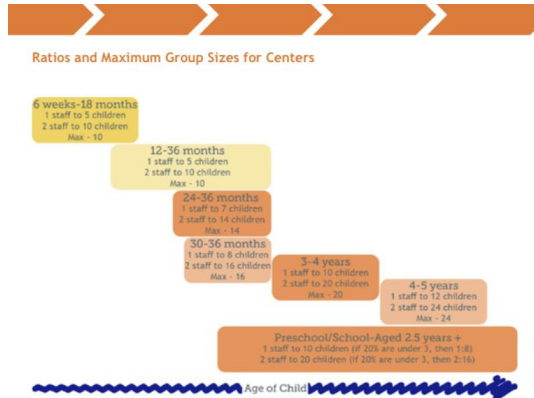 Ratios and Maximum Group Sizes for Centers
6 weeks-18 months
1 staff to 5 children
2 staff to 10 children
Max - 10
12-36 months
1 staff to 5 children
2 staff to 10 children
Max - 10
24-36 months
1 staff to 7 children
2 staff to 14 children
Max - 14
30-36 months
1 staff to 8 children
2 staff to 16 children
Max - 16
3-4 years
1 staff to 10 children
2 staff to 20 children
Max - 20
4-5 years
1 staff to 12 children
2 staff to 24 children
Max - 24
Preschool/School-Aged 2.5 years +
1 staff to 10 children (if 20% are under 3, then 1:8)
2 staff to 20 children (if 20% are under 3, then 2:16)
Age of Child